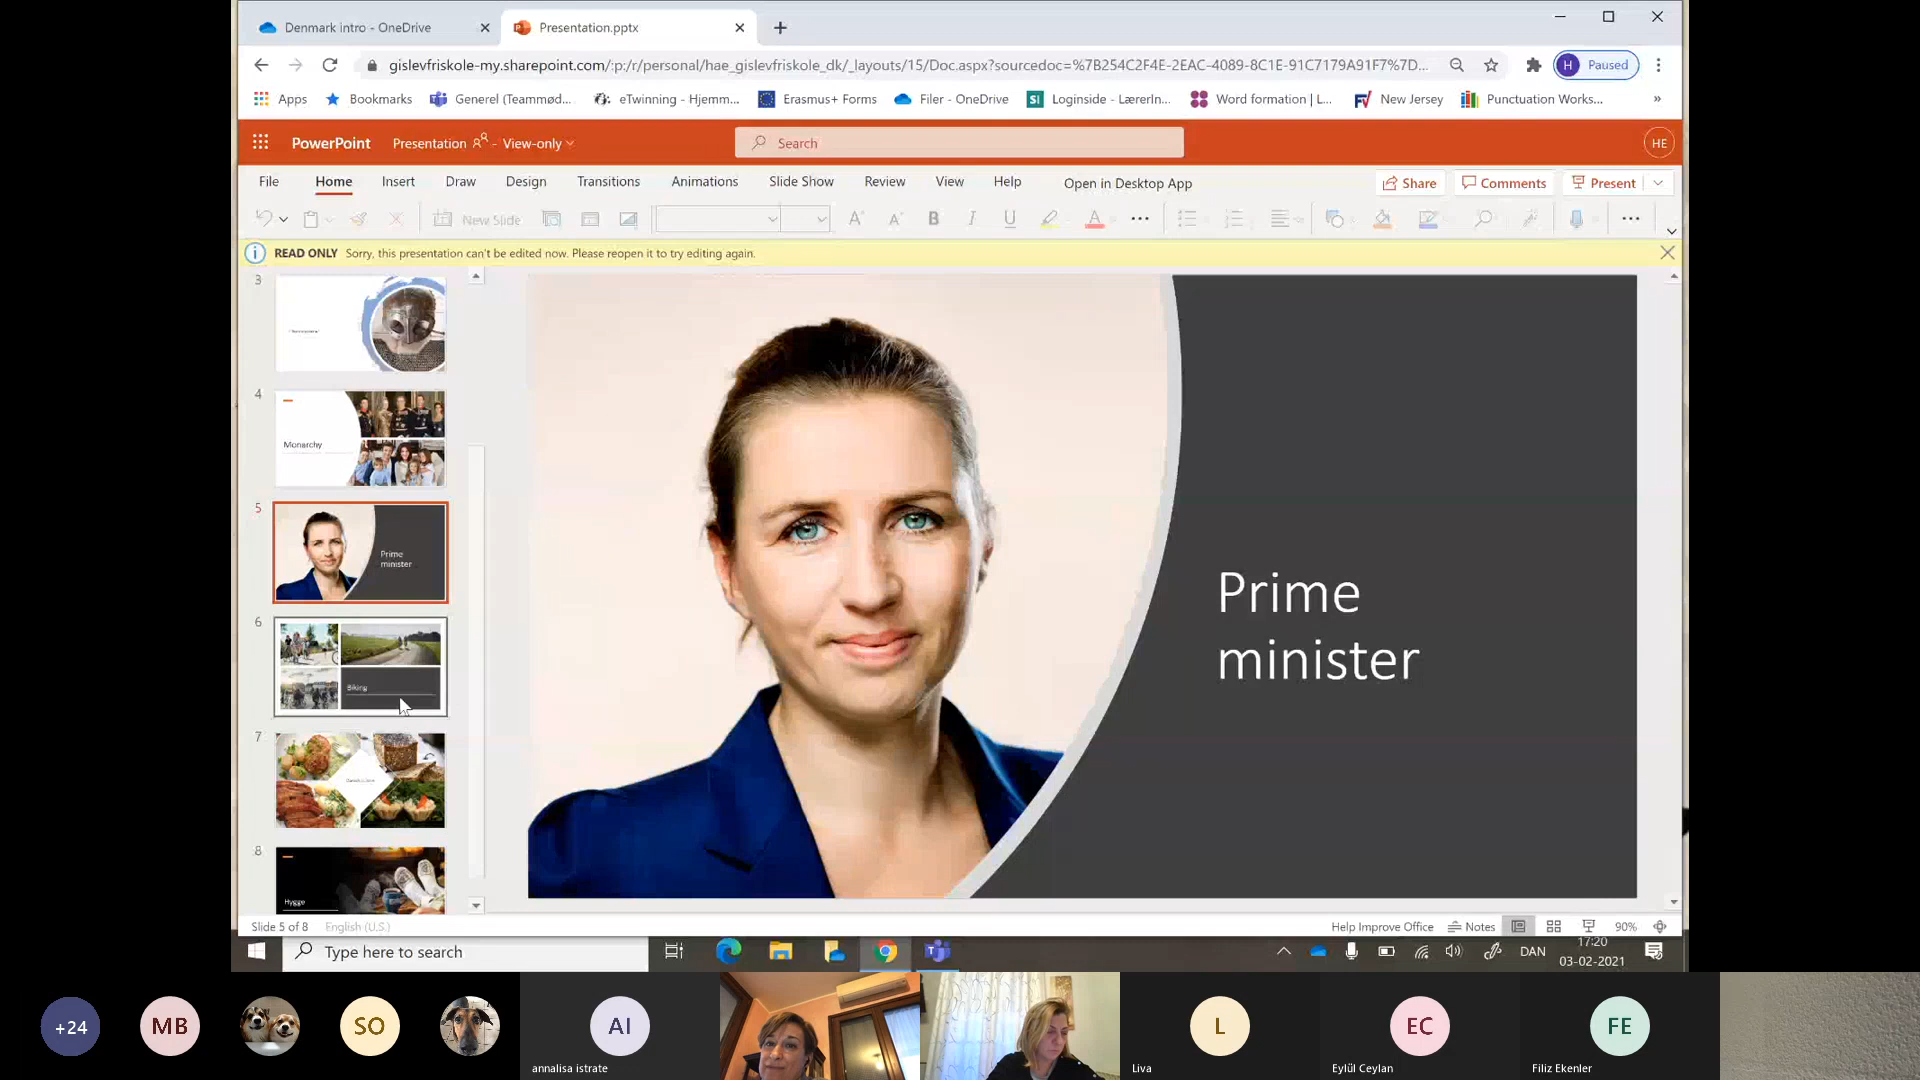 Denmark intro - OneDrive
Presentation.pptx
gislevfriskole-my.sharepoint.com/:p:/r/personal/hae_gislevfriskole_dk/_layouts/15/Doc.aspx?sourcedoc=%7B254C2F4E-2EAC-4089-8C1E-91C7179A91F7%7D...
H Paused
Apps Bookmarks Generel (Teammød... eTwinning - Hjemm... Erasmus+ Forms Filer - OneDrive Loginside - LærerIn... Word formation | L... New Jersey Punctuation Works... »
PowerPoint Presentation - View-only Search HE
File Home Insert Draw Design Transitions Animations Slide Show Review View Help Open in Desktop App Share Comments Present
New Slide
READ ONLY Sorry, this presentation can't be edited now. Please reopen it to try editing again.
3
4
Monarchy
5
Prime
minister
6
Biking
7
8
Hygge
Prime
minister
Slide 5 of 8 English (U.S.) Help Improve Office Notes 90%
Type here to search
DAN
17:20
03-02-2021
+24 MB SO AI L EC FE
annalisa istrate Liva Eylül Ceylan Filiz Ekenler